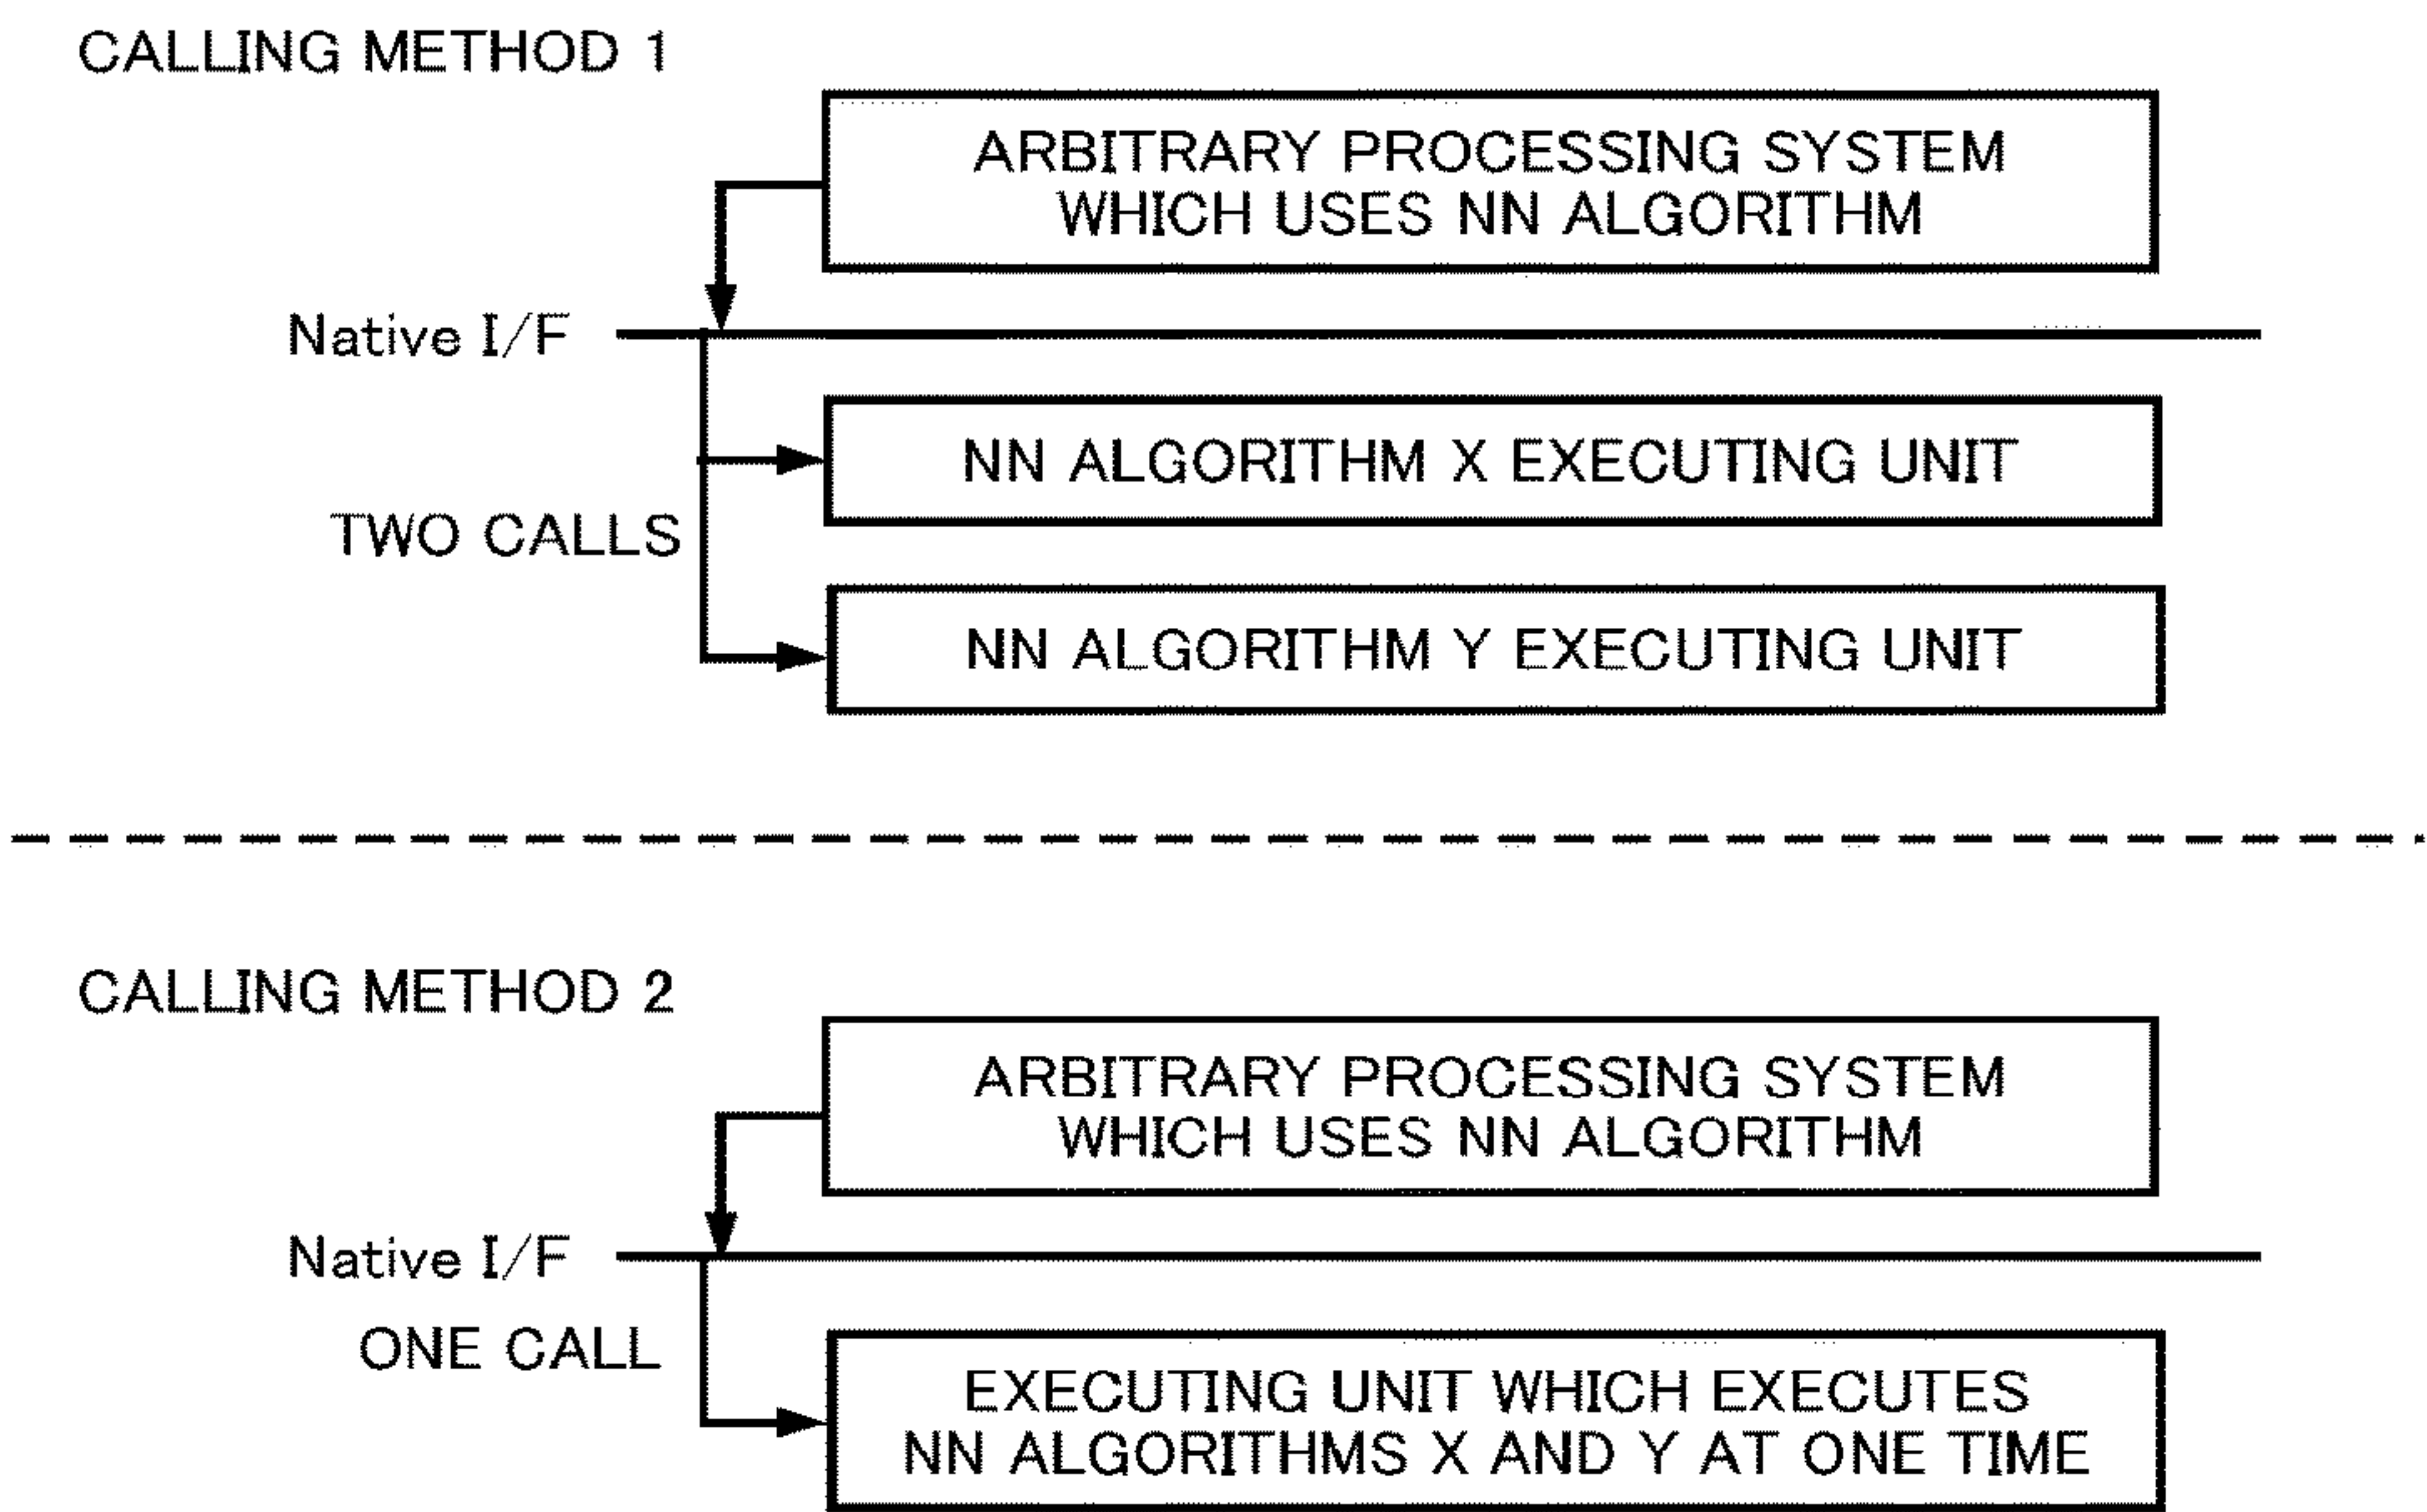 CALLING METHOD 1
ARBITRARY PROCESSING SYSTEM
WHICH USES NN ALGORITHM
Native I/F
NN ALGORITHM X EXECUTING UNIT
TWO CALLS
NN ALGORITHM Y EXECUTING UNIT
CALLING METHOD 2
ARBITRARY PROCESSING SYSTEM
WHICH USES NN ALGORITHM
Native I/F
ONE CALL
EXECUTING UNIT WHICH EXECUTES
NN ALGORITHMS X AND Y AT ONE TIME